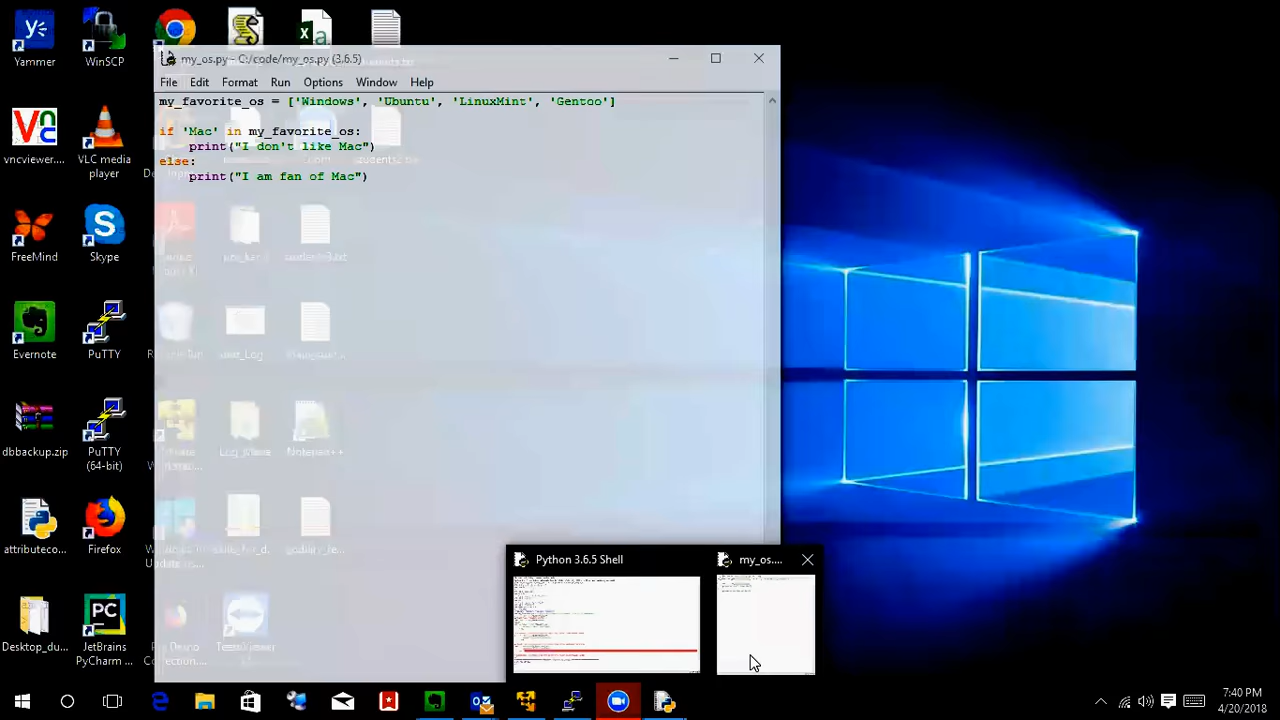 Yammer
WinSCP
my_os.py - C:/code/my_os.py (3.6.5)
File Edit Format Run Options Window Help
my_favorite_os = ['Windows', 'Ubuntu', 'LinuxMint', 'Gentoo']
if 'Mac' in my_favorite_os:
print("I don't like Mac")
else:
print("I am fan of Mac")
vncviewer....
VLC media
player
FreeMind
Skype
Evernote
PuTTY
dbbackup.zip
PuTTY
(64-bit)
Notepad++
attributeco...
Firefox
Desktop_du...
JetBrains
PyCharm ...
TeamViewer
Python 3.6.5 Shell
my_os....
7:40 PM
4/20/2018